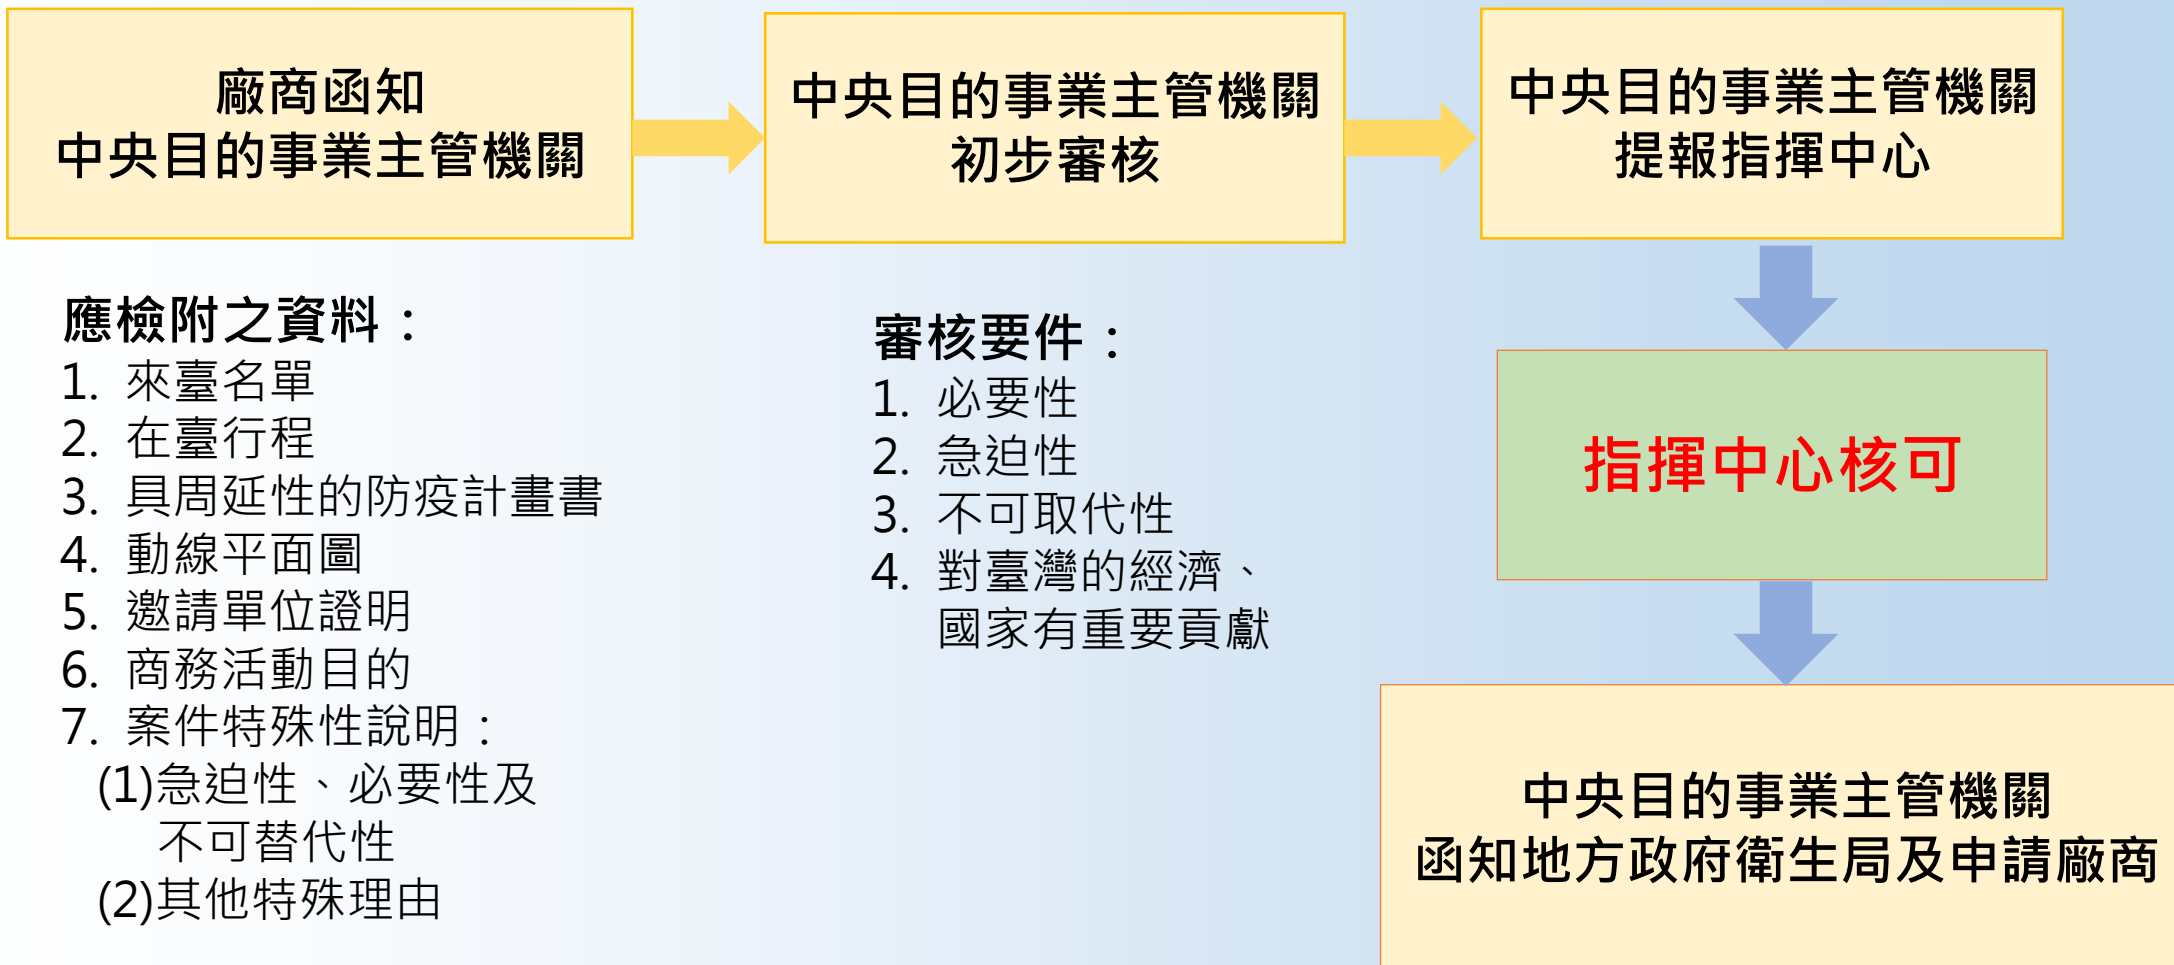 廠商函知
中央目的事業主管機關
中央目的事業主管機關
初步審核
中央目的事業主管機關
提報指揮中心
應檢附之資料：
1. 來臺名單
2. 在臺行程
3. 具周延性的防疫計畫書
4. 動線平面圖
5. 邀請單位證明
6. 商務活動目的
7. 案件特殊性說明：
(1)急迫性、必要性及
不可替代性
(2)其他特殊理由
審核要件：
1. 必要性
2. 急迫性
3. 不可取代性
4. 對臺灣的經濟、
國家有重要貢獻
指揮中心核可
中央目的事業主管機關
函知地方政府衛生局及申請廠商